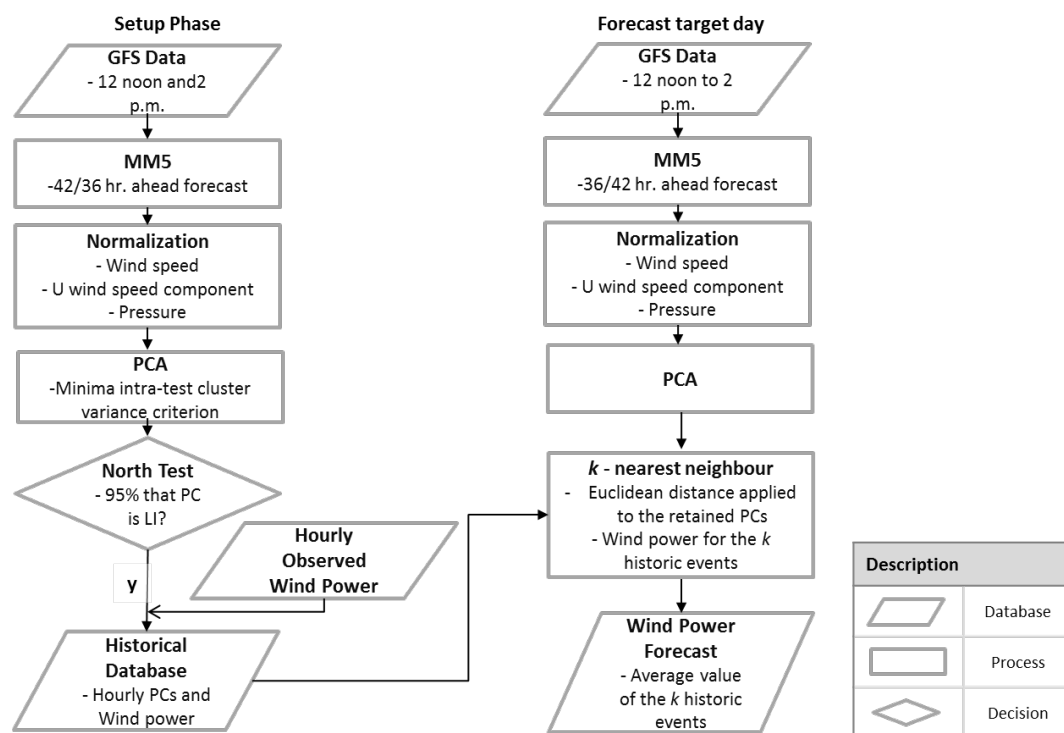 Setup Phase
GFS Data
- 12 noon and2
p.m.
MM5
-42/36 hr. ahead forecast
Normalization
- Wind speed
- U wind speed component
- Pressure
PCA
-Minima intra-test cluster
variance criterion
North Test
- 95% that PC
is LI?
y
Hourly
Observed
Wind Power
Historical
Database
- Hourly PCs and
Wind power
Forecast target day
GFS Data
- 12 noon to 2
p.m.
MM5
-36/42 hr. ahead forecast
Normalization
- Wind speed
- U wind speed component
- Pressure
PCA
k - nearest neighbour
- Euclidean distance applied
to the retained PCs
- Wind power for the k
historic events
Wind Power
Forecast
- Average value
of the k historic
events
Description
Database
Process
Decision